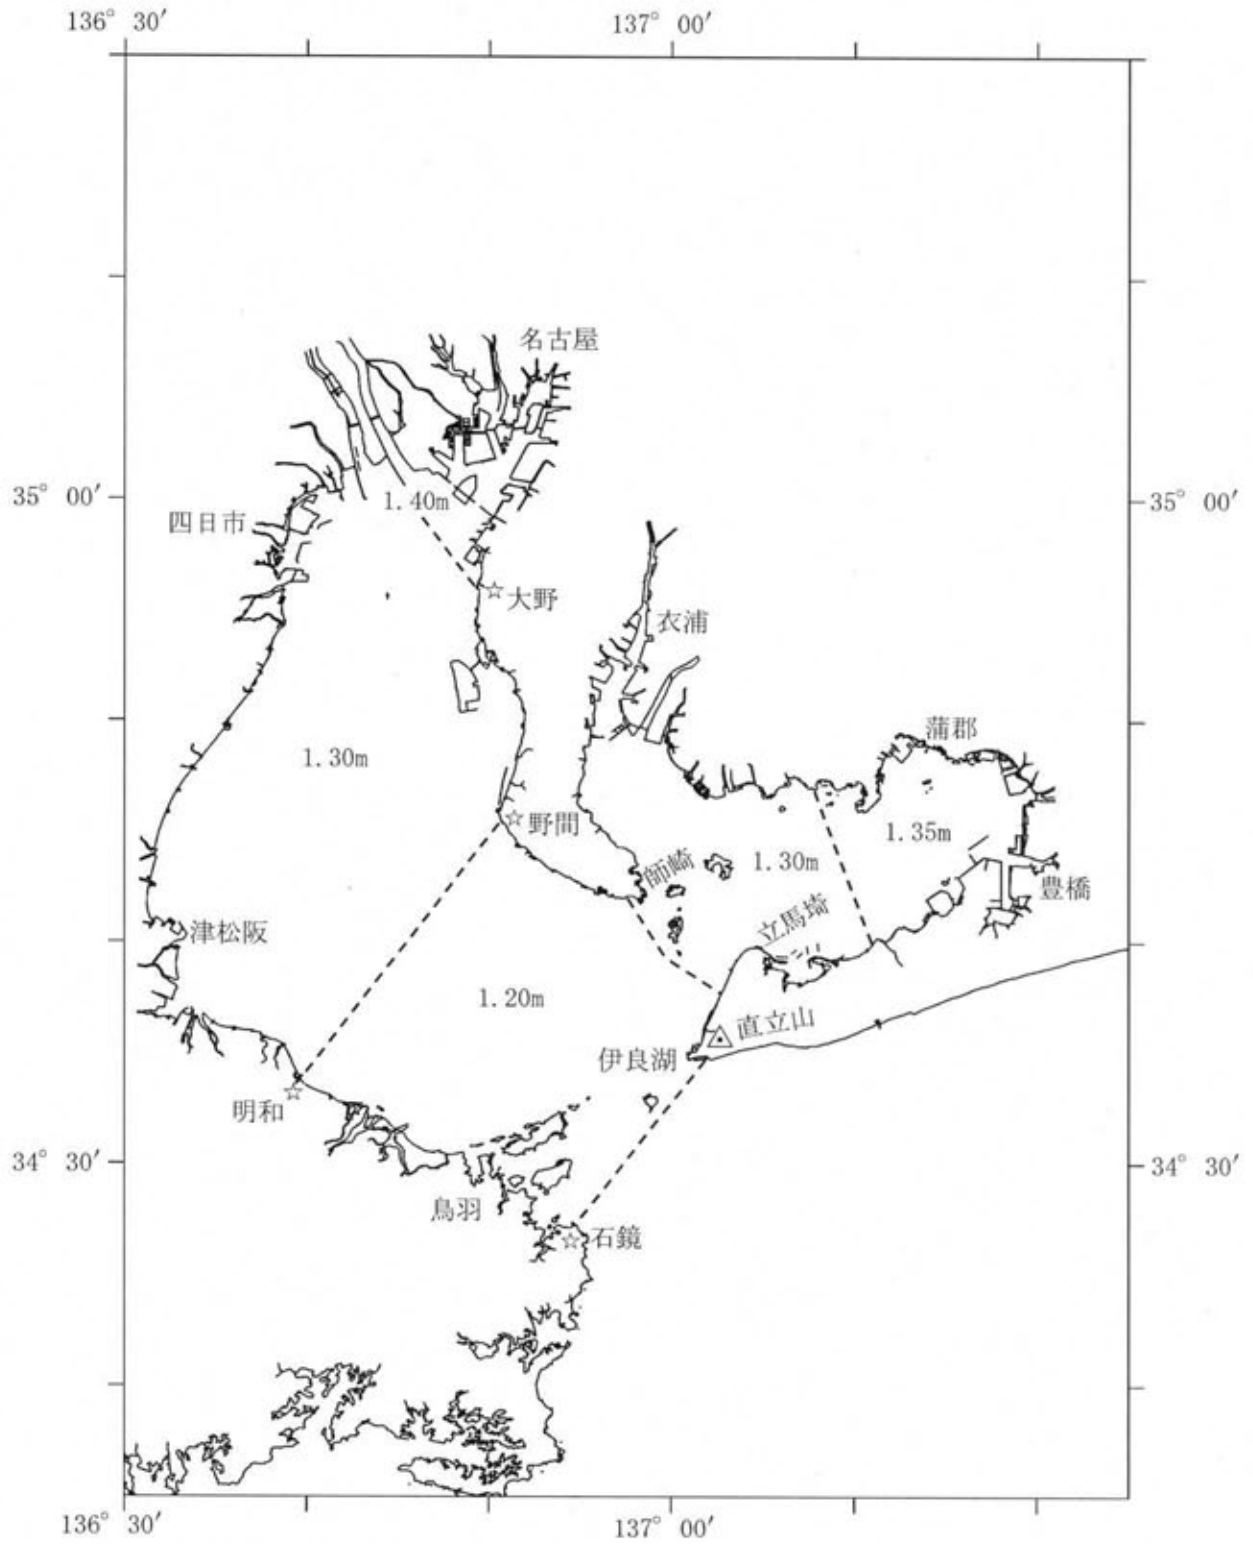 136° 30′
137° 00′
名古屋
35° 00′
1.40m
35° 00′
四日市
大野
衣浦
蒲郡
1.30m
野間
1.35m
師崎
1.30m
豊橋
立馬埼
津松阪
1.20m
直立山
伊良湖
明和
34° 30′
34° 30′
鳥羽
石鏡
136° 30′
137° 00′